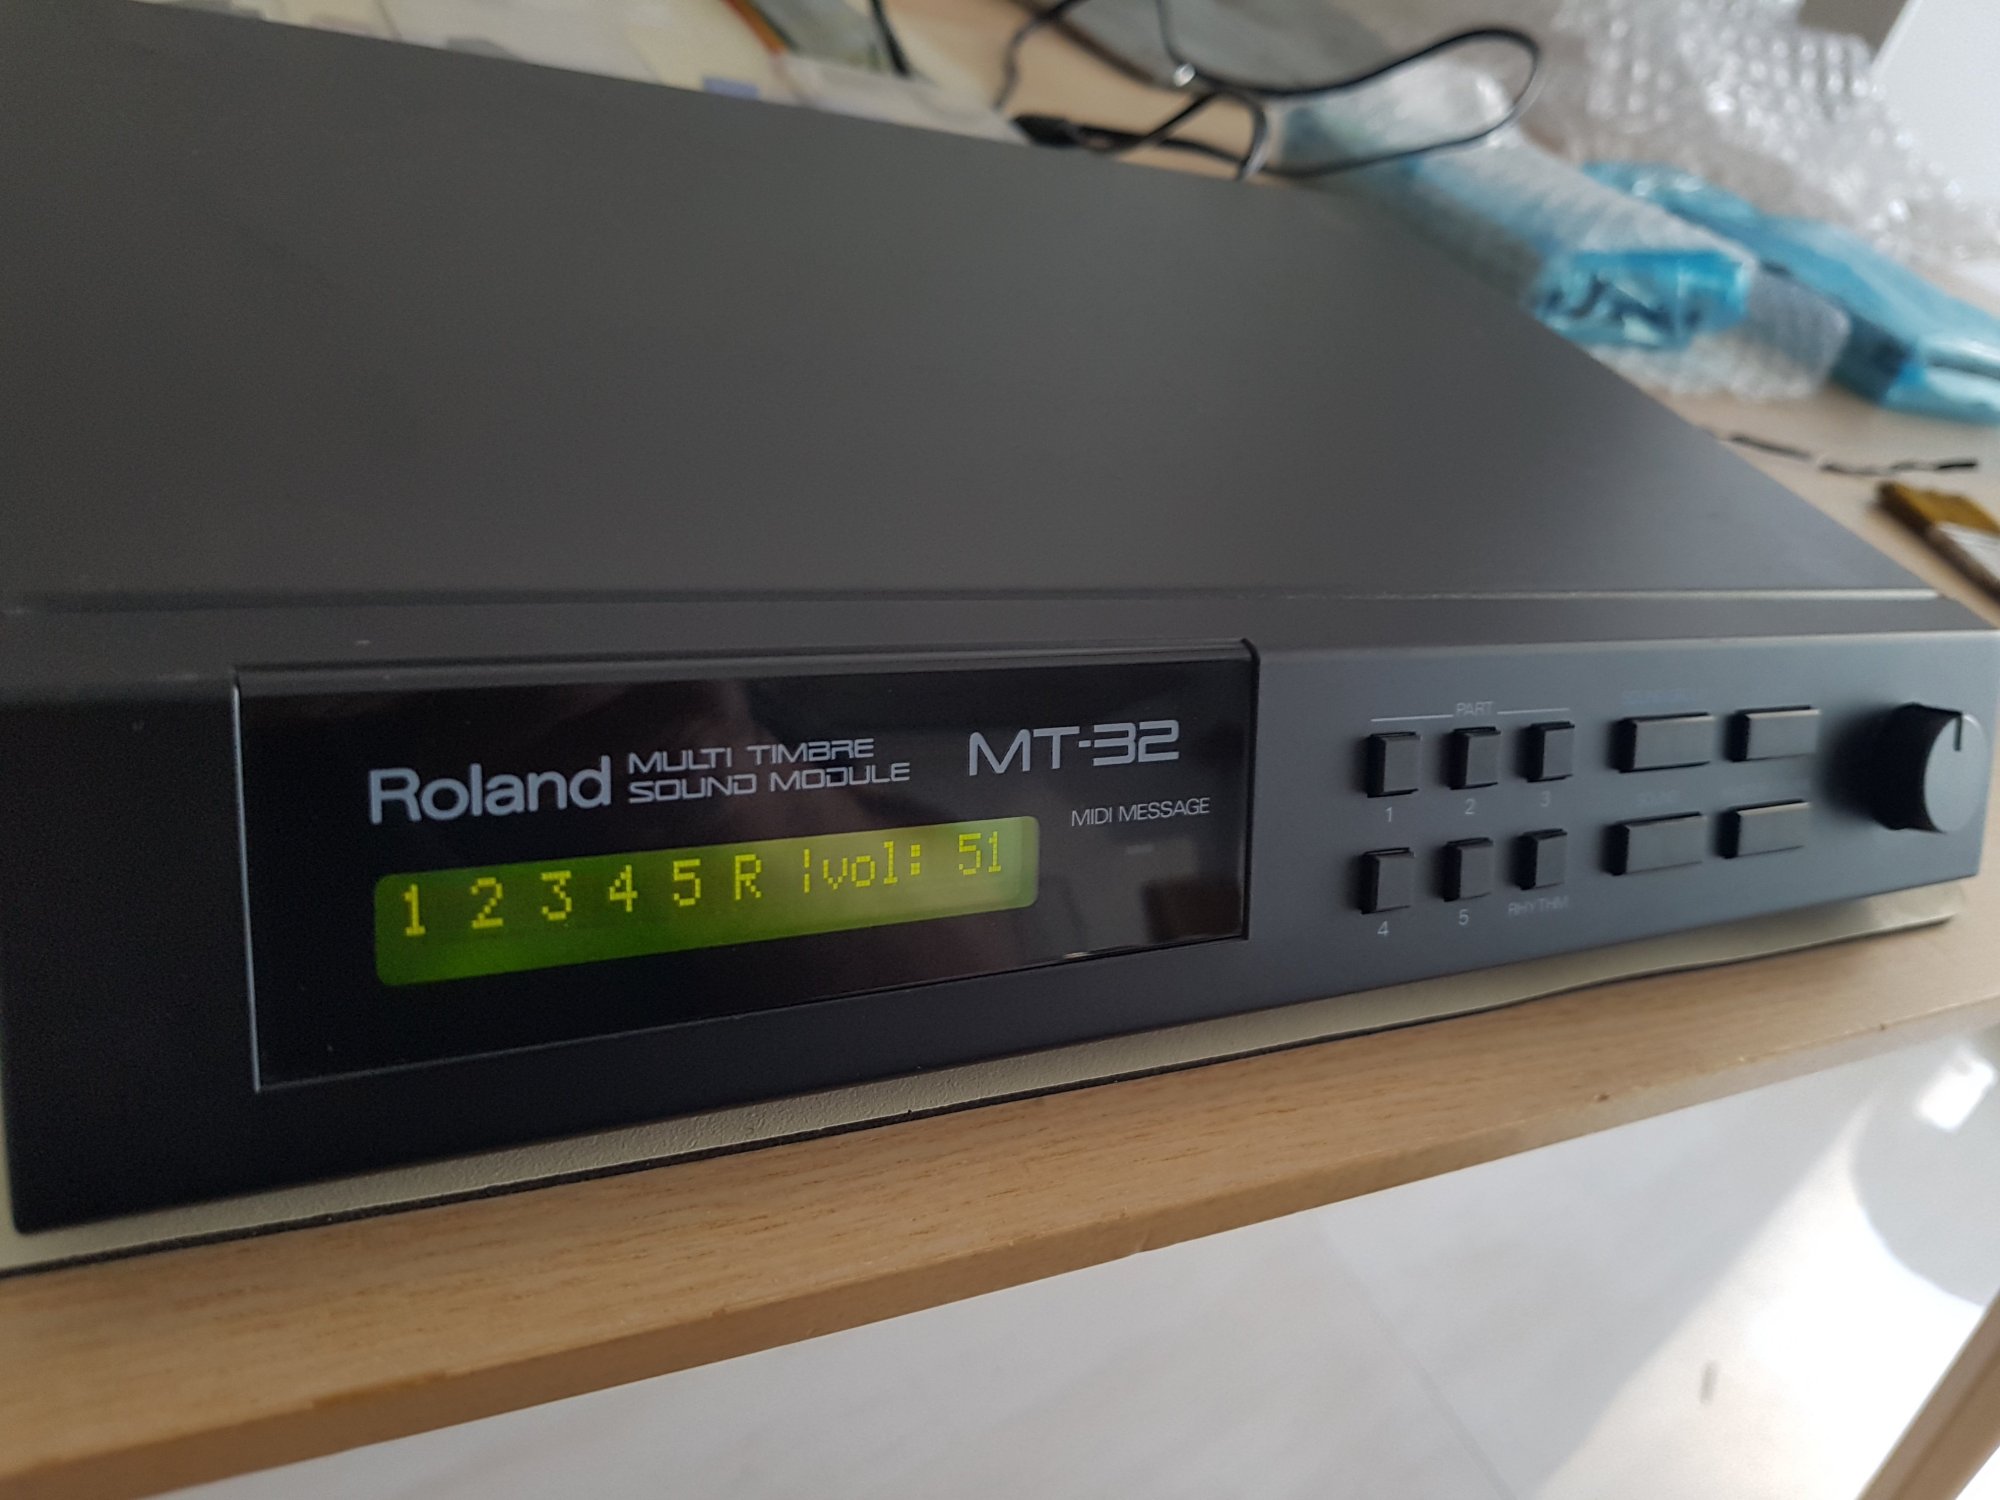 Roland
MULTI TIMBRE
SOUND MODULE
MT-32
MIDI MESSAGE
1 2 3 4 5 R |vol: 51
PART
1
2
3
4
5
RHYTHM